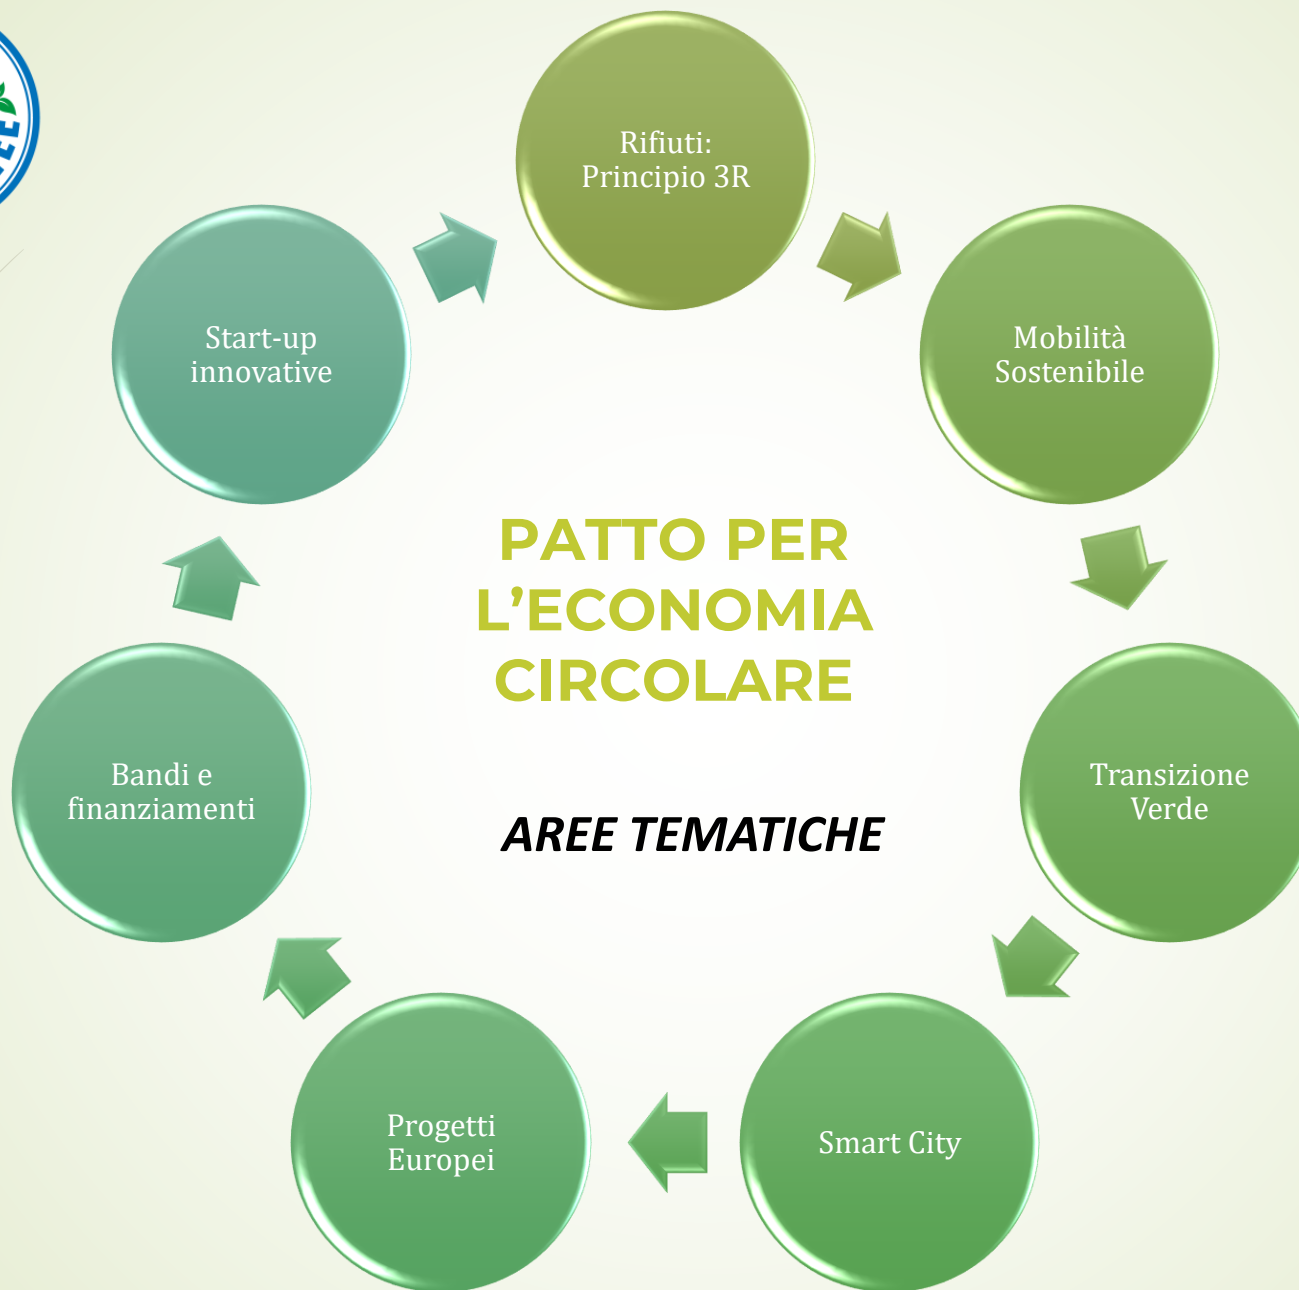 Rifiuti:
Principio 3R
Mobilità
Sostenibile
Transizione
Verde
Smart City
Progetti
Europei
Bandi e
finanziamenti
Start-up
innovative
PATTO PER
L’ECONOMIA
CIRCOLARE
AREE TEMATICHE